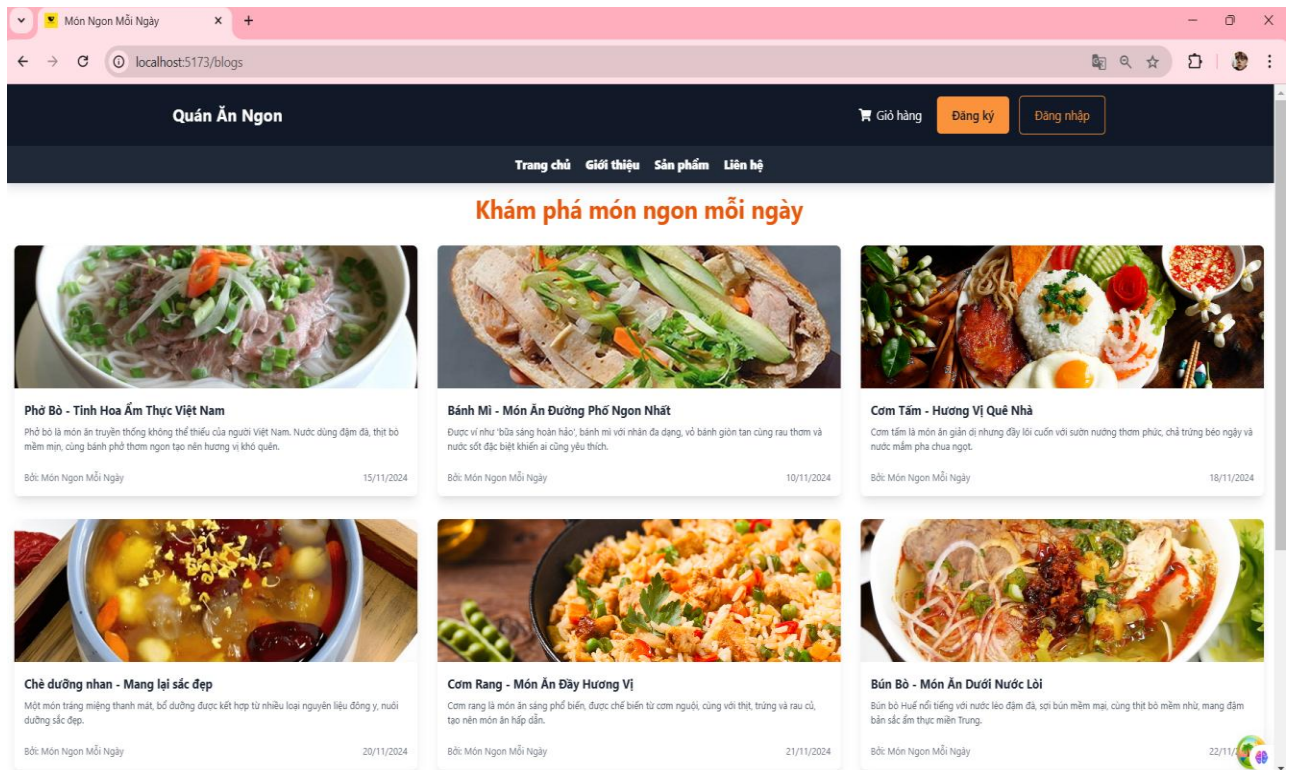 Món Ngon Mỗi Ngày
localhost:5173/blogs
Quán Ăn Ngon
Giỏ hàng
Đăng ký
Đăng nhập
Trang chủ Giới thiệu Sản phẩm Liên hệ
Khám phá món ngon mỗi ngày
Phở Bò - Tinh Hoa Ẩm Thực Việt Nam
Phở bò là món ăn truyền thống không thể thiếu của người Việt Nam. Nước dùng đậm đà, thịt bò
mềm mịn, cùng bánh phở thơm ngon tạo nên hương vị khó quên.
Bởi: Món Ngon Mỗi Ngày
15/11/2024
Bánh Mì - Món Ăn Đường Phố Ngon Nhất
Được ví như 'bữa sáng hoàn hảo', bánh mì với nhân đa dạng, vỏ bánh giòn tan cùng rau thơm và
nước sốt đặc biệt khiến ai cũng yêu thích.
Bởi: Món Ngon Mỗi Ngày
10/11/2024
Cơm Tấm - Hương Vị Quê Nhà
Cơm tấm là món ăn giản dị nhưng đầy lôi cuốn với sườn nướng thơm phức, chả trứng béo ngậy và
nước mắm pha chua ngọt.
Bởi: Món Ngon Mỗi Ngày
18/11/2024
Chè dưỡng nhan - Mang lại sắc đẹp
Một món tráng miệng thanh mát, bổ dưỡng được kết hợp từ nhiều loại nguyên liệu đông y, nuôi
dưỡng sắc đẹp.
Bởi: Món Ngon Mỗi Ngày
20/11/2024
Cơm Rang - Món Ăn Đầy Hương Vị
Cơm rang là món ăn sáng phổ biến, được chế biến từ cơm nguội, cùng với thịt, trứng và rau củ,
tạo nên món ăn hấp dẫn.
Bởi: Món Ngon Mỗi Ngày
21/11/2024
Bún Bò - Món Ăn Dưới Nước Lòi
Bún bò Huế nổi tiếng với nước lèo đậm đà, sợi bún mềm mại, cùng thịt bò mềm nhừ, mang đậm
bản sắc ẩm thực miền Trung.
Bởi: Món Ngon Mỗi Ngày
22/11/